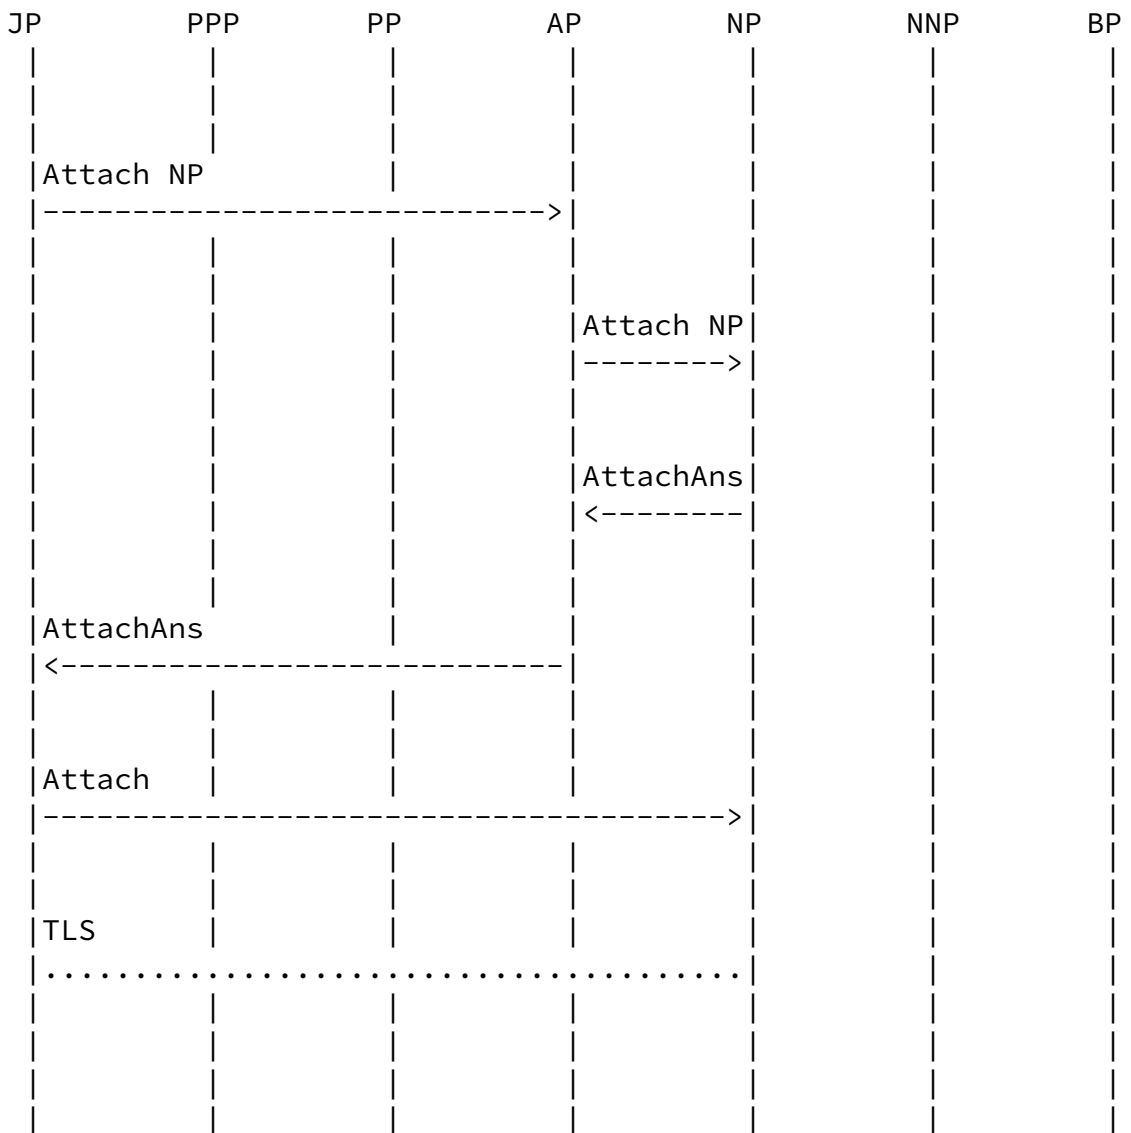 JP PPP PP AP NP NNP BP
Attach NP
Attach NP
AttachAns
AttachAns
Attach
TLS